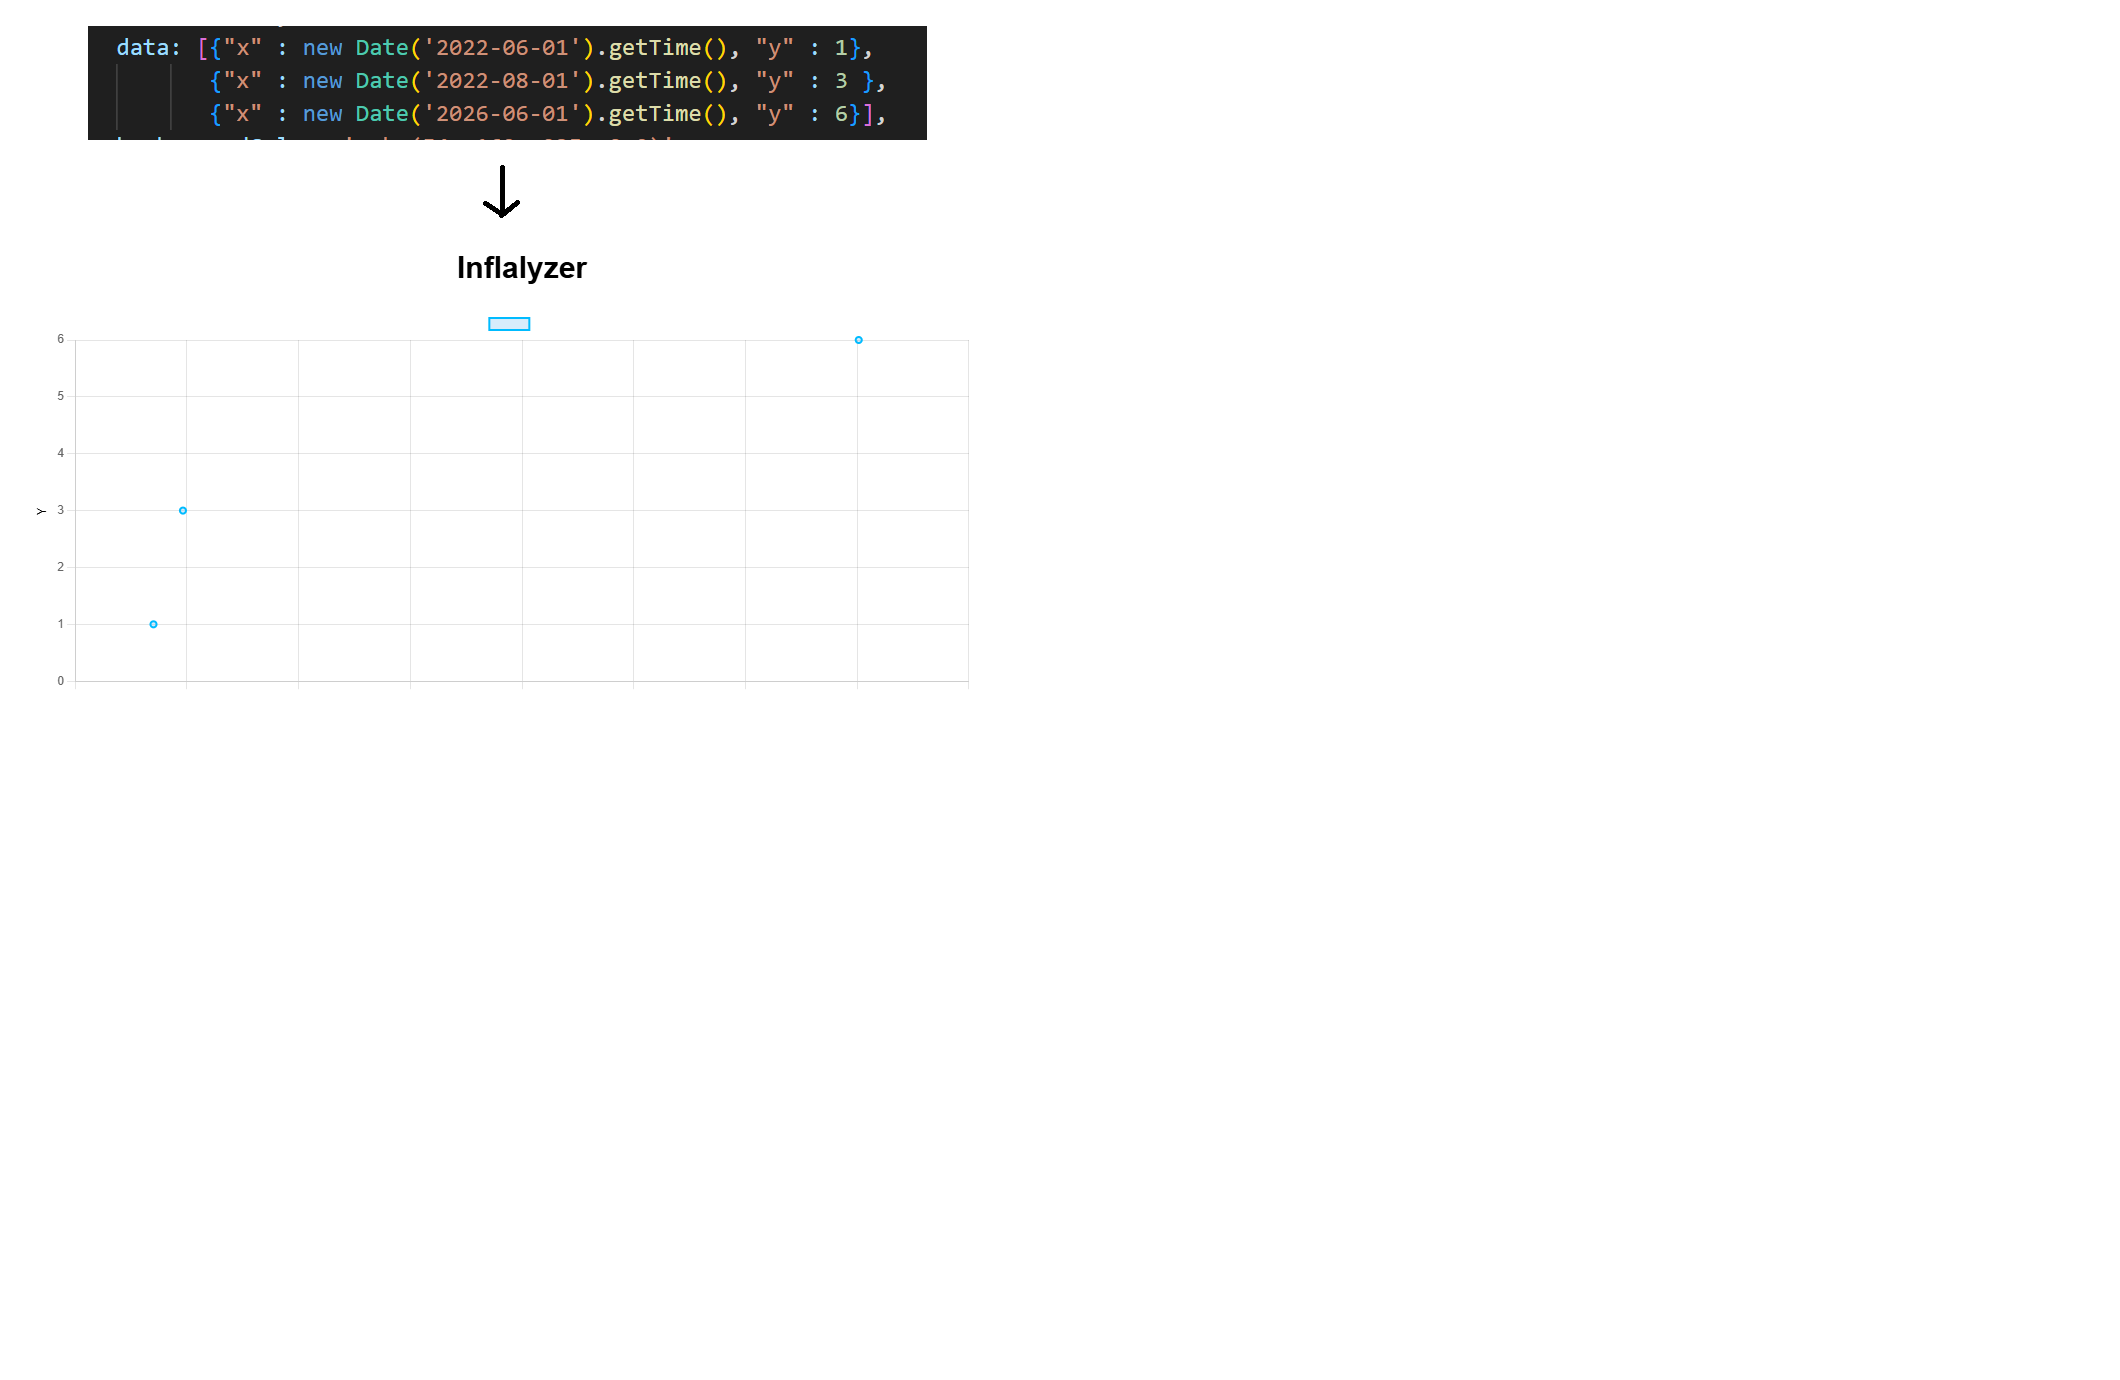 data: [{"x" : new Date('2022-06-01').getTime(), "y" : 1},
{"x" : new Date('2022-08-01').getTime(), "y" : 3 },
{"x" : new Date('2026-06-01').getTime(), "y" : 6}],
Inflalyzer
6
5
4
Y
3
2
1
0